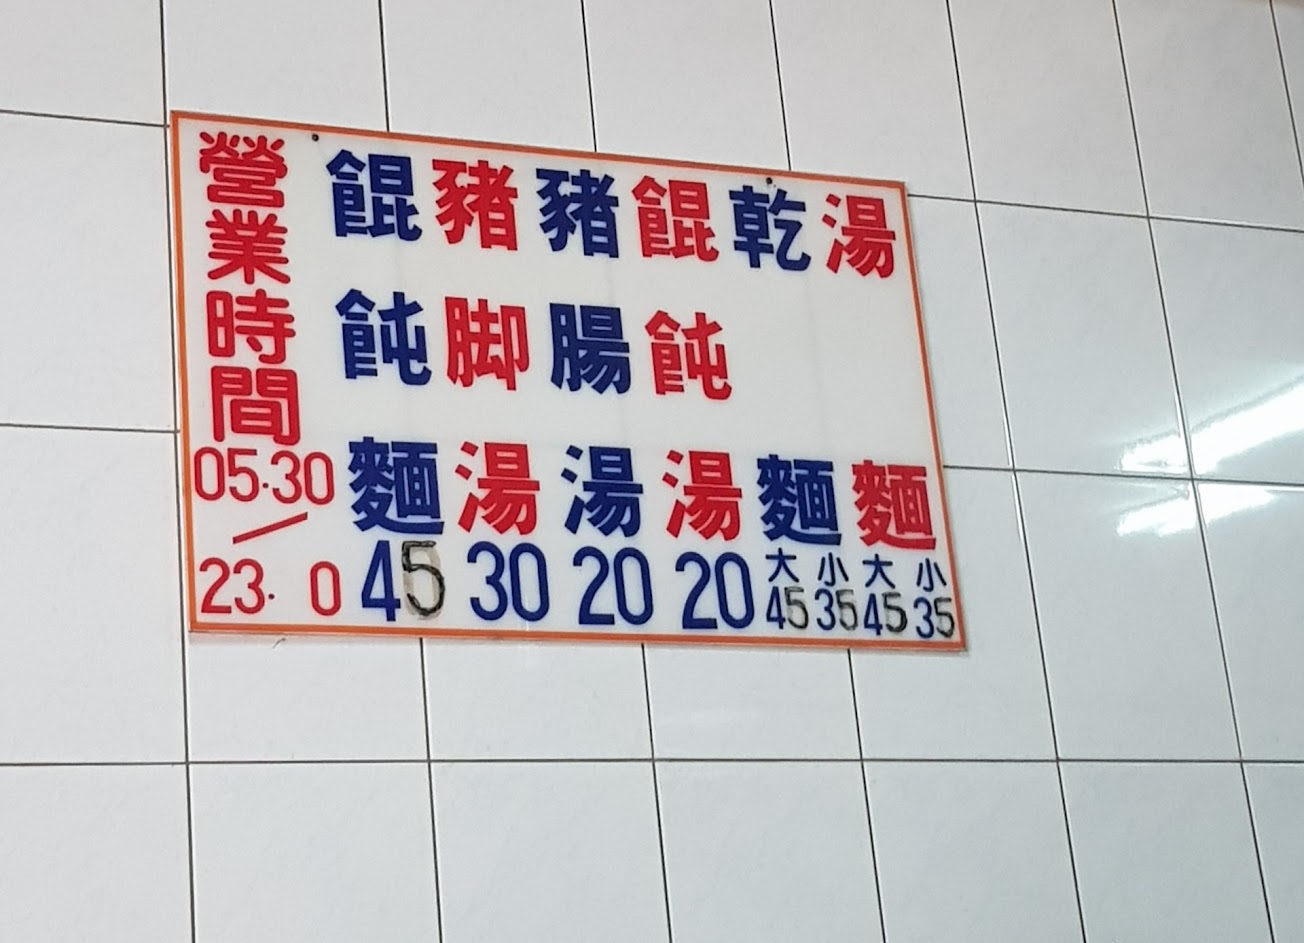 湯麵 大45 小35
乾麵 大45 小35
餛飩湯 20
豬腸湯 20
豬脚湯 30
餛飩麵 45
營業時間 05.30/23. 0